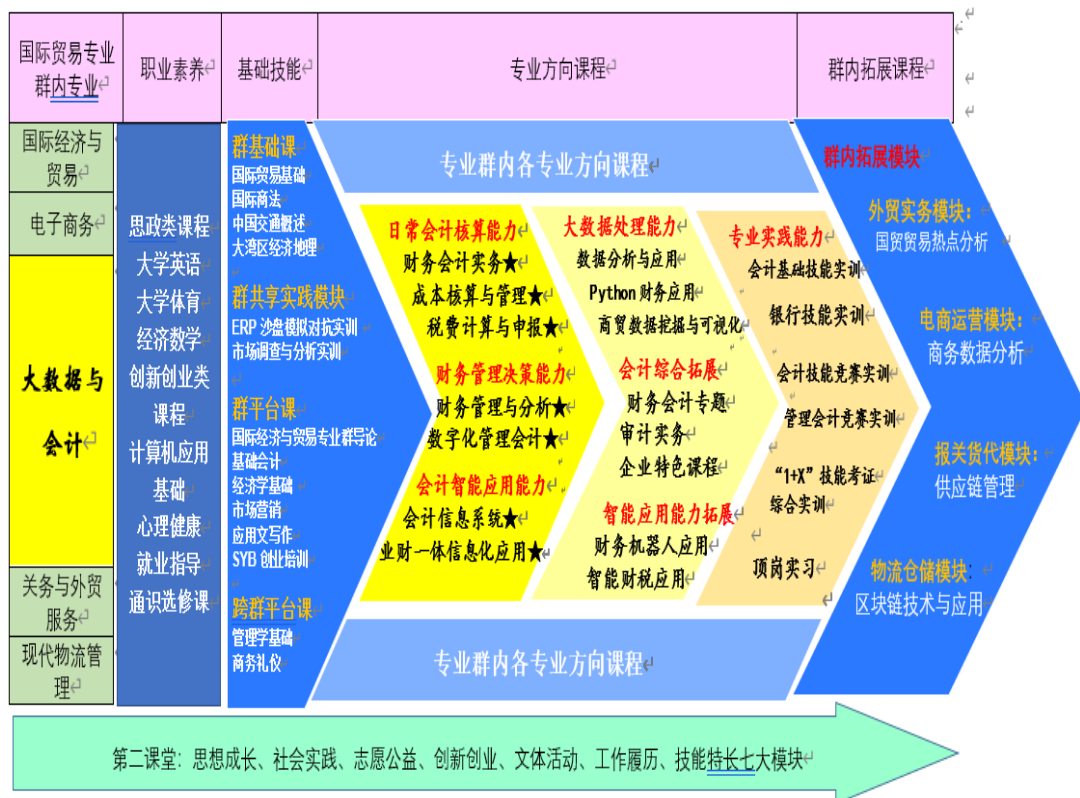 国际贸易专业
群内专业
职业素养
基础技能
专业方向课程
群内拓展课程
国际经济与
贸易
电子商务
大数据与
会计
关务与外贸
服务
现代物流管
理
思政类课程
大学英语
大学体育
经济数学
创新创业类
课程
计算机应用
基础
心理健康
就业指导
通识选修课
群基础课
国际贸易基础
国际商法
中国交通概述
大湾区经济地理
群共享实践模块
ERP 沙盘模拟对抗实训
市场调查与分析实训
群平台课
国际经济与贸易专业群导论
基础会计
经济学基础
市场营销
应用文写作
SYB 创业培训
跨群平台课
管理学基础
商务礼仪
专业群内各专业方向课程
日常会计核算能力
财务会计实务★
成本核算与管理★
税费计算与申报★
财务管理决策能力
财务管理与分析★
数字化管理会计★
会计智能应用能力
会计信息系统★
业财一体信息化应用★
大数据处理能力
数据分析与应用
Python 财务应用
商贸数据挖掘与可视化
会计综合拓展
财务会计专题
审计实务
企业特色课程
智能应用能力拓展
财务机器人应用
智能财税应用
专业实践能力
会计基础技能实训
银行技能实训
会计技能竞赛实训
管理会计竞赛实训
“1+X”技能考证
综合实训
顶岗实习
专业群内各专业方向课程
群内拓展模块
外贸实务模块：
国贸贸易热点分析
电商运营模块：
商务数据分析
报关货代模块：
供应链管理
物流仓储模块：
区块链技术与应用
第二课堂：思想成长、社会实践、志愿公益、创新创业、文体活动、工作履历、技能特长七大模块